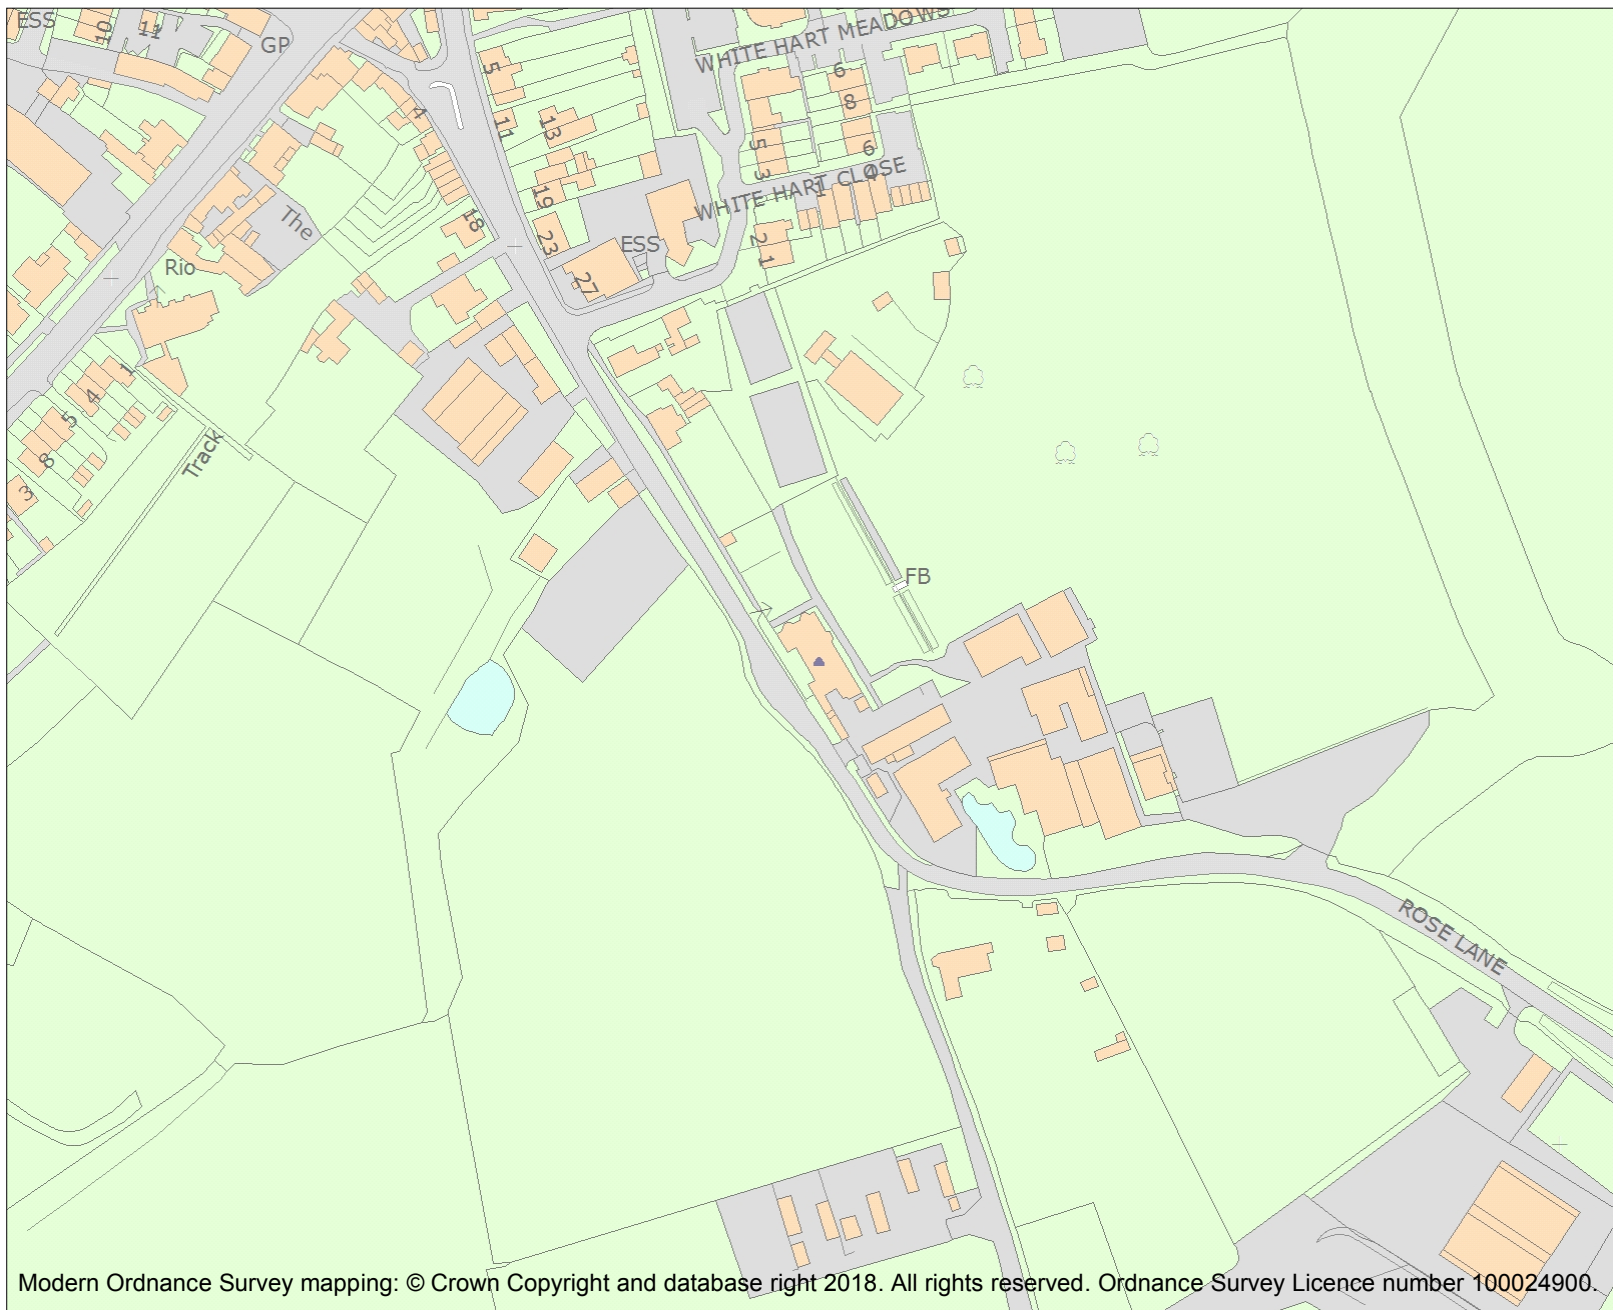 ESS
10
11
GP
WHITE HART MEADOWS
5
4
6
8
11
13
5
3
6
4
WHITE HART CLOSE
1
19
18
The
23
ESS
2
1
Rio
27
1
4
5
8
Track
3
FB
ROSE LANE
Modern Ordnance Survey mapping: © Crown Copyright and database right 2018. All rights reserved. Ordnance Survey Licence number 100024900.